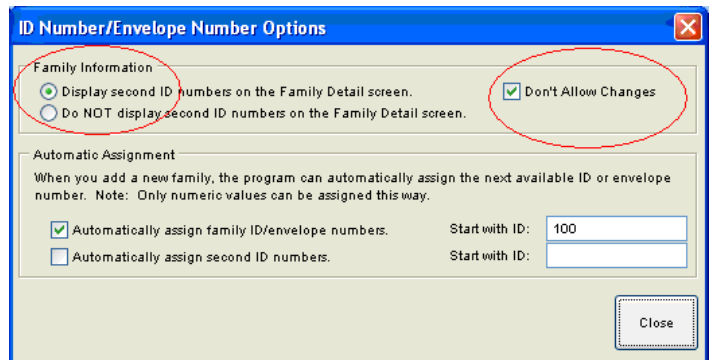 ID Number/Envelope Number Options
Family Information
Display second ID numbers on the Family Detail screen.
Don't Allow Changes
Do NOT display second ID numbers on the Family Detail screen.
Automatic Assignment
When you add a new family, the program can automatically assign the next available ID or envelope
number. Note: Only numeric values can be assigned this way.
Automatically assign family ID/envelope numbers. Start with ID: 100
Automatically assign second ID numbers. Start with ID:
Close